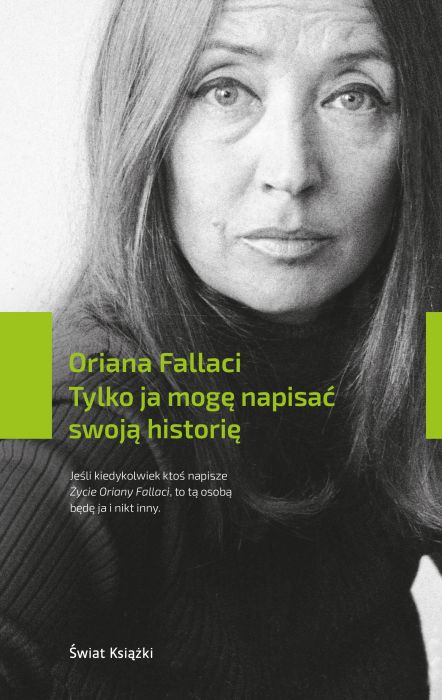 Oriana Fallaci
Tylko ja mogę napisać
swoją historię
Jeśli kiedykolwiek ktoś napisze
Życie Oriany Fallaci, to tą osobą
będę ja i nikt inny.
Świat Książki